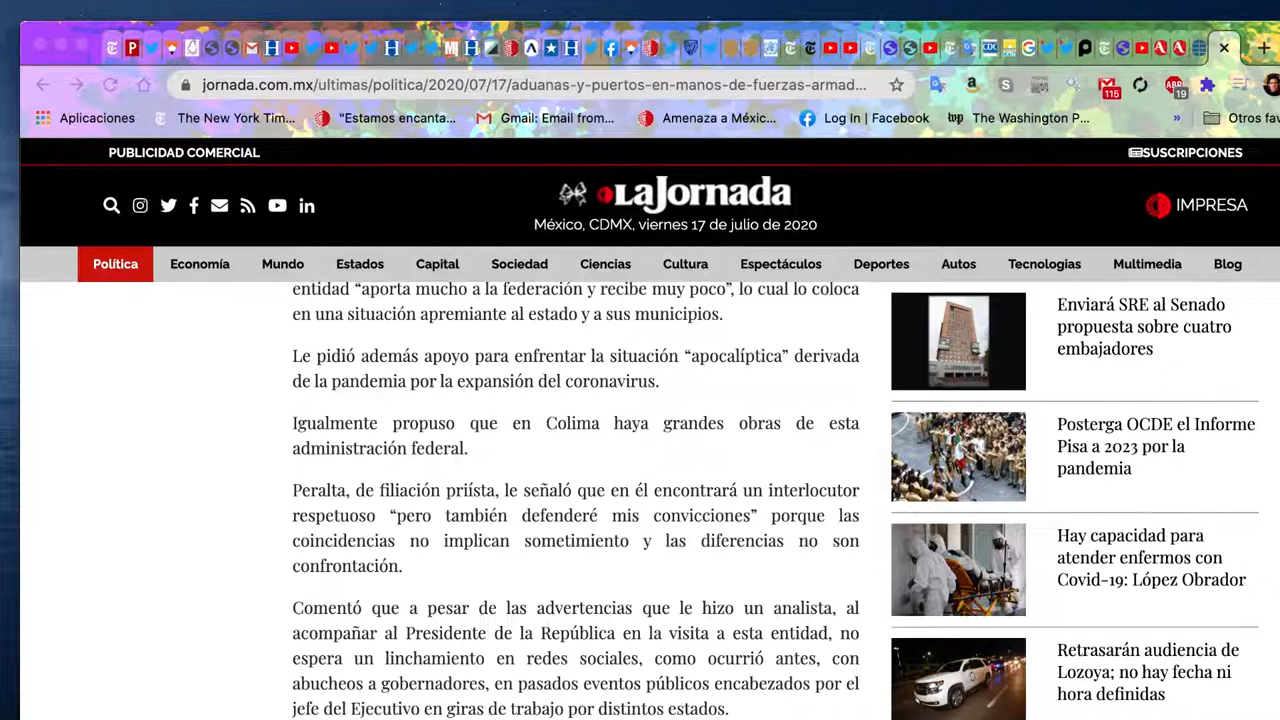 jornada.com.mx/ultimas/politica/2020/07/17/aduanas-y-puertos-en-manos-de-fuerzas-armad...
115
19
Aplicaciones
The New York Tim...
"Estamos encanta...
Gmail: Email from...
Amenaza a Méxic...
Log In | Facebook
wp The Washington P...
»
Otros fav
PUBLICIDAD COMERCIAL
SUSCRIPCIONES
La Jornada
México, CDMX, viernes 17 de julio de 2020
IMPRESA
Política Economía Mundo Estados Capital Sociedad Ciencias Cultura Espectáculos Deportes Autos Tecnologias Multimedia Blog
entidad “aporta mucho a la federación y recibe muy poco”, lo cual lo coloca
en una situación apremiante al estado y a sus municipios.
Le pidió además apoyo para enfrentar la situación “apocalíptica” derivada
de la pandemia por la expansión del coronavirus.
Igualmente propuso que en Colima haya grandes obras de esta
administración federal.
Peralta, de filiación priísta, le señaló que en él encontrará un interlocutor
respetuoso “pero también defenderé mis convicciones” porque las
coincidencias no implican sometimiento y las diferencias no son
confrontación.
Comentó que a pesar de las advertencias que le hizo un analista, al
acompañar al Presidente de la República en la visita a esta entidad, no
espera un linchamiento en redes sociales, como ocurrió antes, con
abucheos a gobernadores, en pasados eventos públicos encabezados por el
jefe del Ejecutivo en giras de trabajo por distintos estados.
Enviará SRE al Senado
propuesta sobre cuatro
embajadores
Posterga OCDE el Informe
Pisa a 2023 por la
pandemia
Hay capacidad para
atender enfermos con
Covid-19: López Obrador
Retrasarán audiencia de
Lozoya; no hay fecha ni
hora definidas